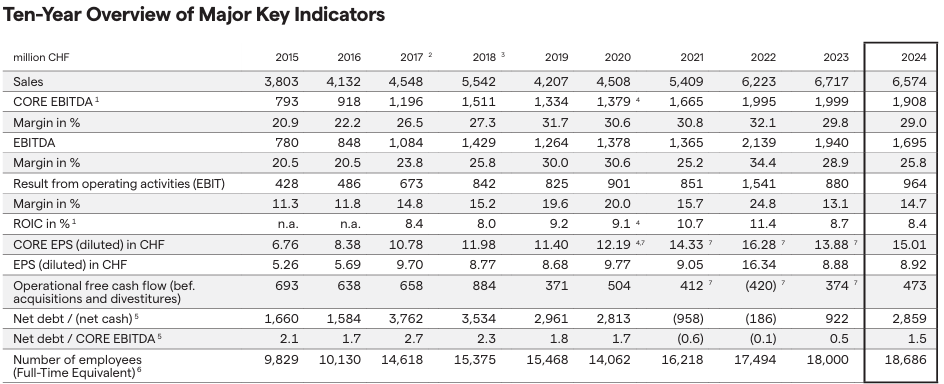 Ten-Year Overview of Major Key Indicators
million CHF 2015 2016 2017 2 2018 3 2019 2020 2021 2022 2023 2024
Sales 3,803 4,132 4,548 5,542 4,207 4,508 5,409 6,223 6,717 6,574
CORE EBITDA 1 793 918 1,196 1,511 1,334 1,379 4 1,665 1,995 1,999 1,908
Margin in % 20.9 22.2 26.5 27.3 31.7 30.6 30.8 32.1 29.8 29.0
EBITDA 780 848 1,084 1,429 1,264 1,378 1,365 2,139 1,940 1,695
Margin in % 20.5 20.5 23.8 25.8 30.0 30.6 25.2 34.4 28.9 25.8
Result from operating activities (EBIT) 428 486 673 842 825 901 851 1,541 880 964
Margin in % 11.3 11.8 14.8 15.2 19.6 20.0 15.7 24.8 13.1 14.7
ROIC in % 1 n.a. n.a. 8.4 8.0 9.2 9.1 4 10.7 11.4 8.7 8.4
CORE EPS (diluted) in CHF 6.76 8.38 10.78 11.98 11.40 12.19 4,7 14.33 7 16.28 7 13.88 7 15.01
EPS (diluted) in CHF 5.26 5.69 9.70 8.77 8.68 9.77 9.05 16.34 8.88 8.92
Operational free cash flow (bef.
acquisitions and divestitures) 693 638 658 884 371 504 412 7 (420) 7 374 7 473
Net debt / (net cash) 5 1,660 1,584 3,762 3,534 2,961 2,813 (958) (186) 922 2,859
Net debt / CORE EBITDA 5 2.1 1.7 2.7 2.3 1.8 1.7 (0.6) (0.1) 0.5 1.5
Number of employees
(Full-Time Equivalent) 6 9,829 10,130 14,618 15,375 15,468 14,062 16,218 17,494 18,000 18,686